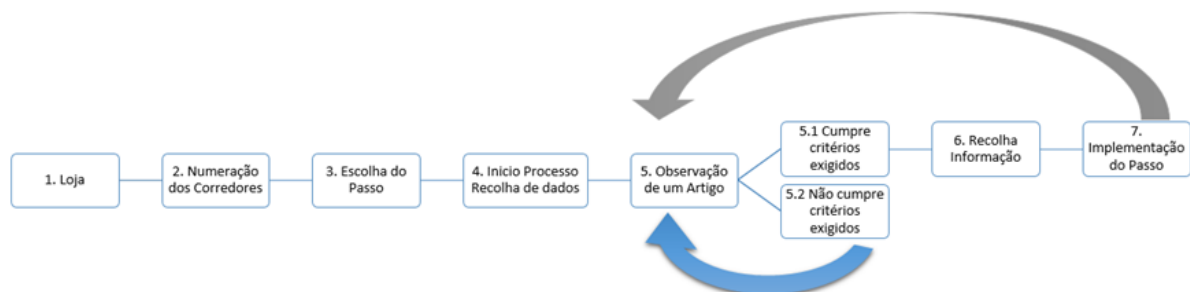 1. Loja
2. Numeração
dos Corredores
3. Escolha do
Passo
4. Inicio Processo
Recolha de dados
5. Observação
de um Artigo
5.1 Cumpre
critérios
exigidos
5.2 Não cumpre
critérios
exigidos
6. Recolha
Informação
7.
Implementação
do Passo